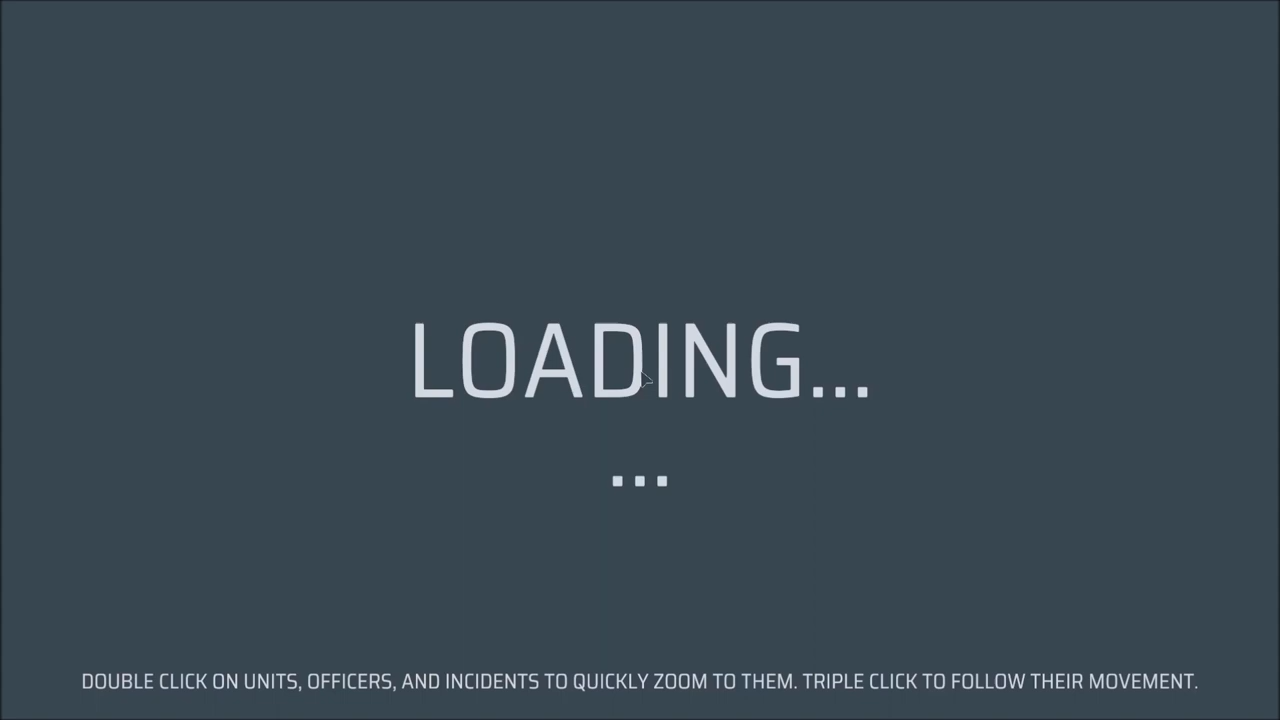 LOADING...
...
DOUBLE CLICK ON UNITS, OFFICERS, AND INCIDENTS TO QUICKLY ZOOM TO THEM. TRIPLE CLICK TO FOLLOW THEIR MOVEMENT.